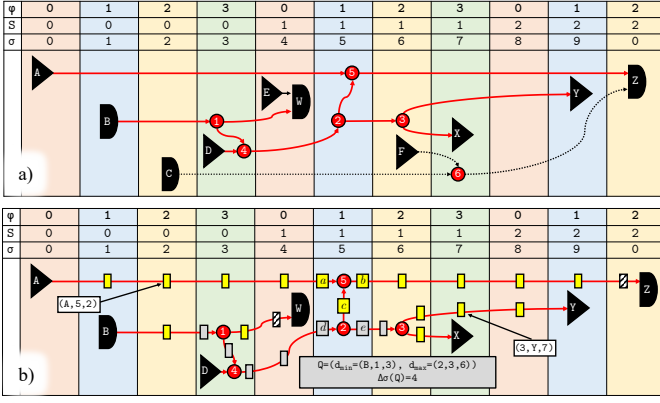 φ 0 1 2 3 0 1 2 3 0 1 2
S 0 0 0 0 1 1 1 1 2 2 2
σ 0 1 2 3 4 5 6 7 8 9 0
A 5 Z
E W Y
B 1 2 3 X
D 4 F
C 6
a)
φ 0 1 2 3 0 1 2 3 0 1 2
S 0 0 0 0 1 1 1 1 2 2 2
σ 0 1 2 3 4 5 6 7 8 9 0
A a 5 b Z
(A,5,2) c W Y
B 1 d 2 e 3 X
(3,Y,7)
D 4
Q=(dmin=(B,1,3), dmax=(2,3,6))
Δσ(Q)=4
b)